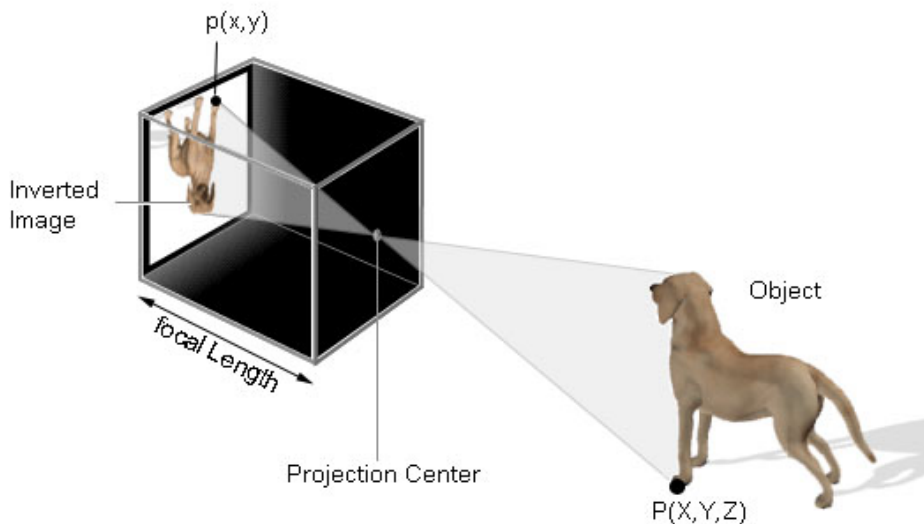 p(x,y)
Inverted
Image
Object
focal Length
Projection Center
P(X,Y,Z)